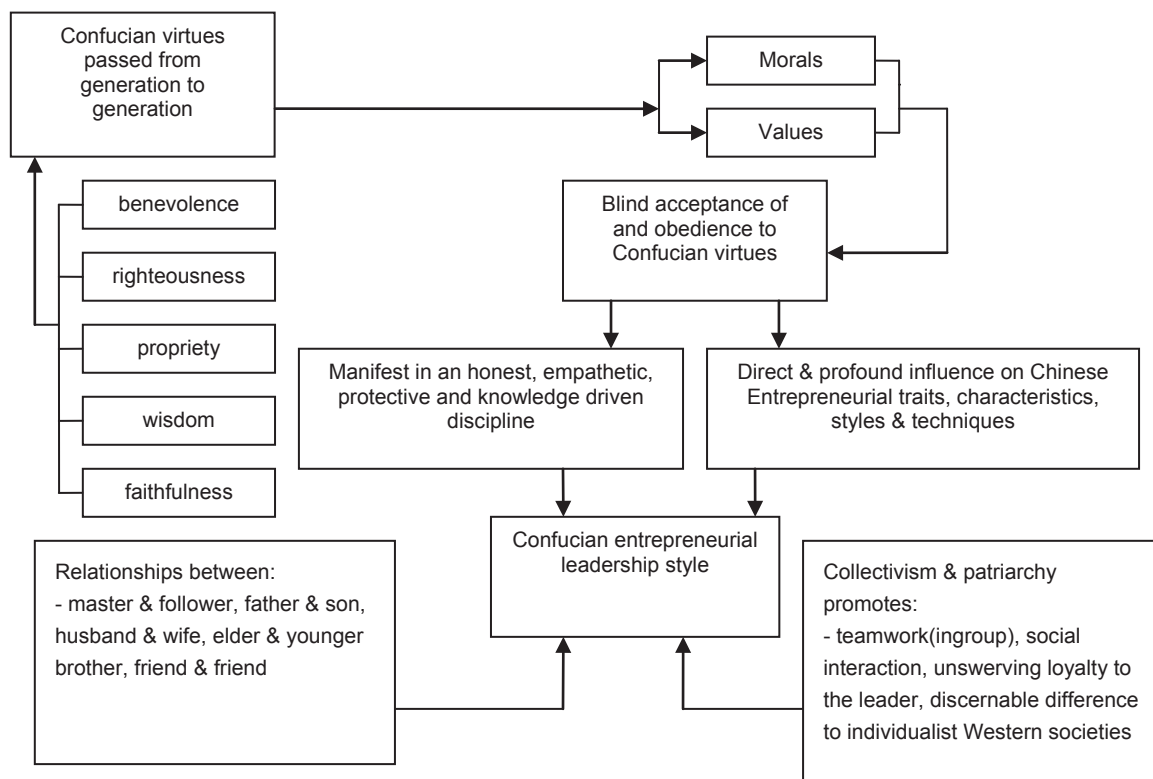 Confucian virtues
passed from
generation to
generation
Morals
Values
benevolence
righteousness
propriety
wisdom
faithfulness
Blind acceptance of
and obedience to
Confucian virtues
Manifest in an honest, empathetic,
protective and knowledge driven
discipline
Direct & profound influence on Chinese
Entrepreneurial traits, characteristics,
styles & techniques
Confucian entrepreneurial
leadership style
Relationships between:
- master & follower, father & son,
husband & wife, elder & younger
brother, friend & friend
Collectivism & patriarchy
promotes:
- teamwork(ingroup), social
interaction, unswerving loyalty to
the leader, discernable difference
to individualist Western societies